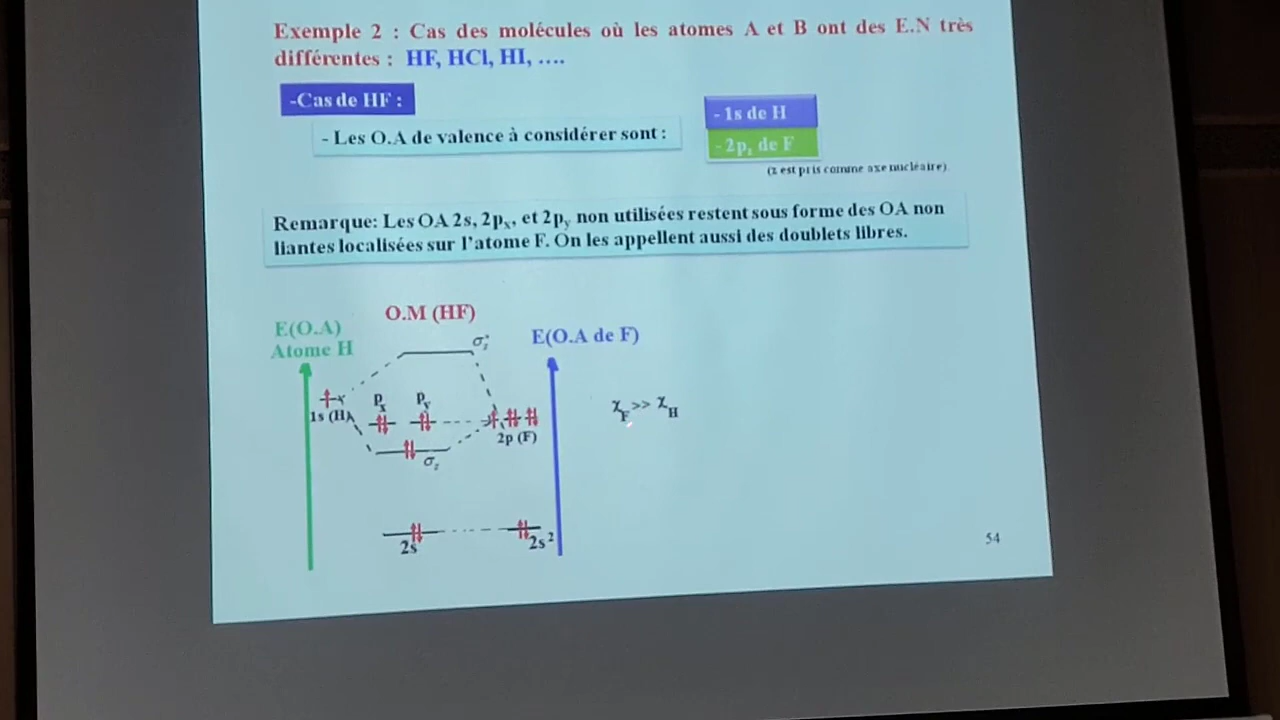 Exemple 2 : Cas des molécules où les atomes A et B ont des E.N très
différentes : HF, HCl, HI, ....
-Cas de HF :
- Les O.A de valence à considérer sont :
- 1s de H
- 2pz de F
(z est pris comme axe nucléaire)
Remarque: Les OA 2s, 2px, et 2py non utilisées restent sous forme des OA non
liantes localisées sur l'atome F. On les appellent aussi des doublets libres.
O.M (HF)
E(O.A)
Atome H
E(O.A de F)
σz*
1s (H)
px
py
2p (F)
χF >> χH
σz
2s
2s²
54